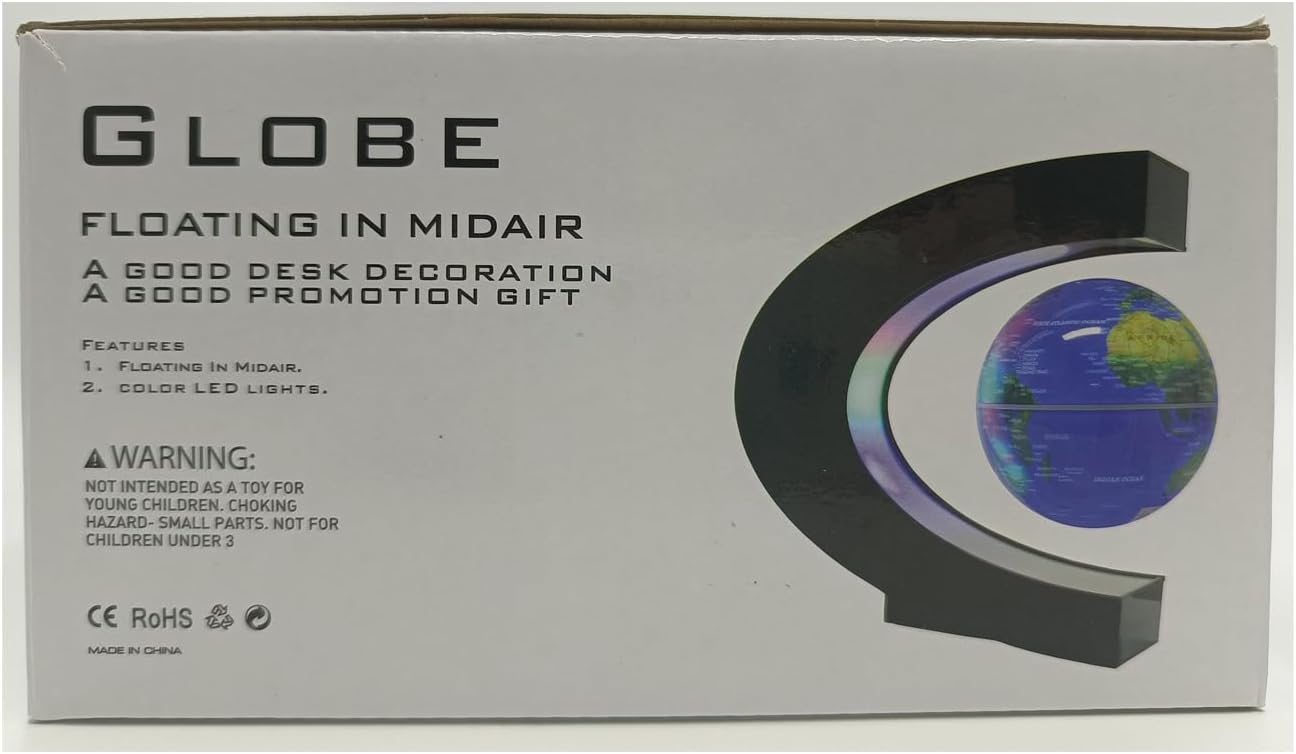 GLOBE
FLOATING IN MIDAIR
A GOOD DESK DECORATION
A GOOD PROMOTION GIFT
FEATURES
1. FLOATING IN MIDAIR.
2. COLOR LED LIGHTS.
WARNING:
NOT INTENDED AS A TOY FOR
YOUNG CHILDREN. CHOKING
HAZARD- SMALL PARTS. NOT FOR
CHILDREN UNDER 3
CE RoHS
MADE IN CHINA
INDIAN OCEAN